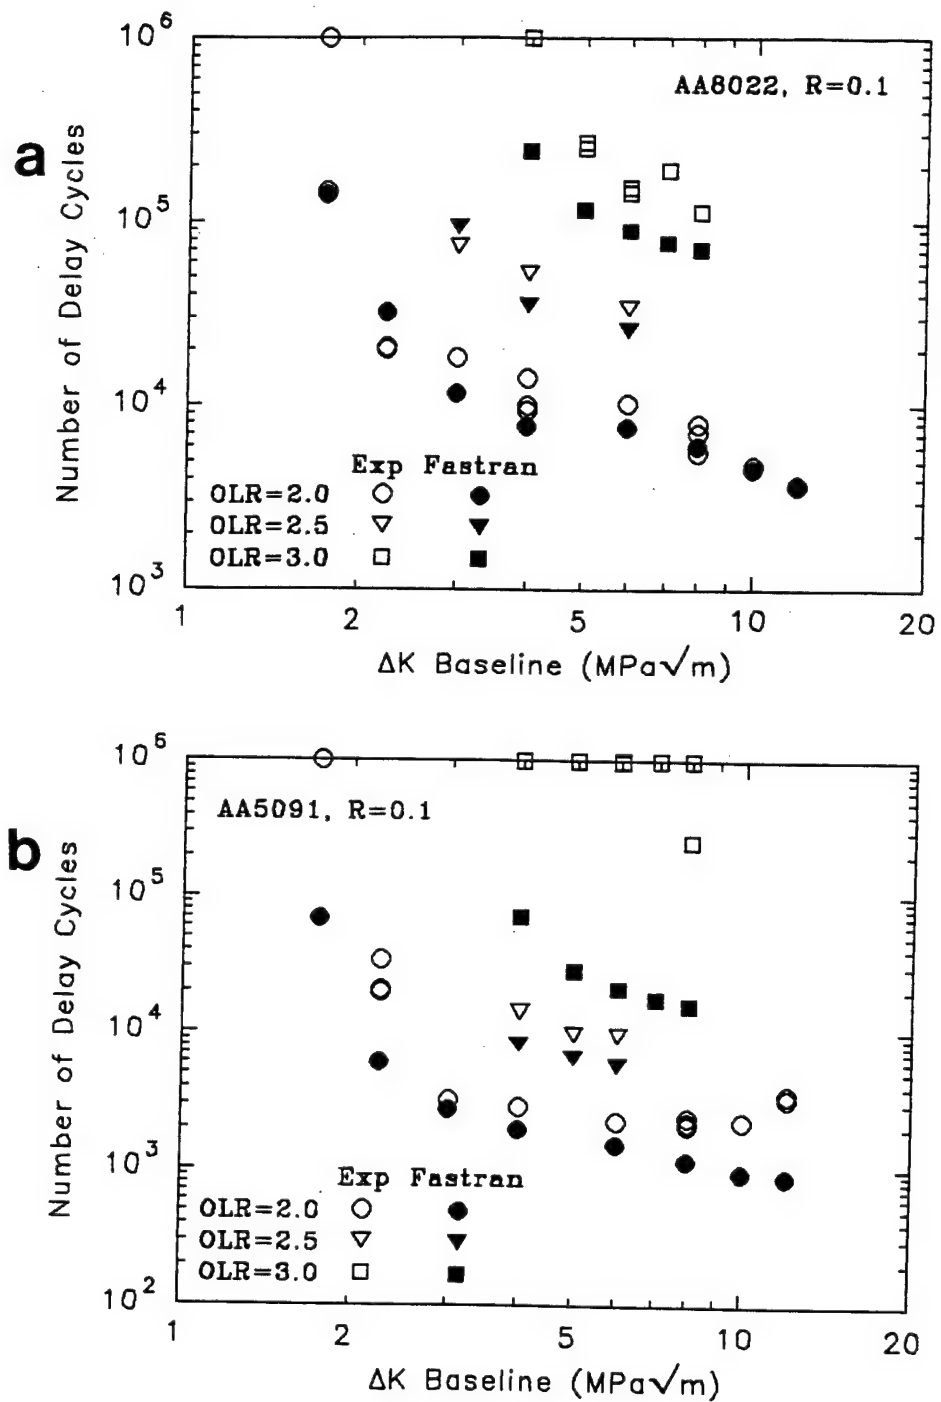 a
10^6
10^5
10^4
10^3
Number of Delay Cycles
AA8022, R=0.1
Exp Fastran
OLR=2.0
OLR=2.5
OLR=3.0
1 2 5 10 20
ΔK Baseline (MPa√m)
b
10^6
10^5
10^4
10^3
10^2
Number of Delay Cycles
AA5091, R=0.1
Exp Fastran
OLR=2.0
OLR=2.5
OLR=3.0
1 2 5 10 20
ΔK Baseline (MPa√m)